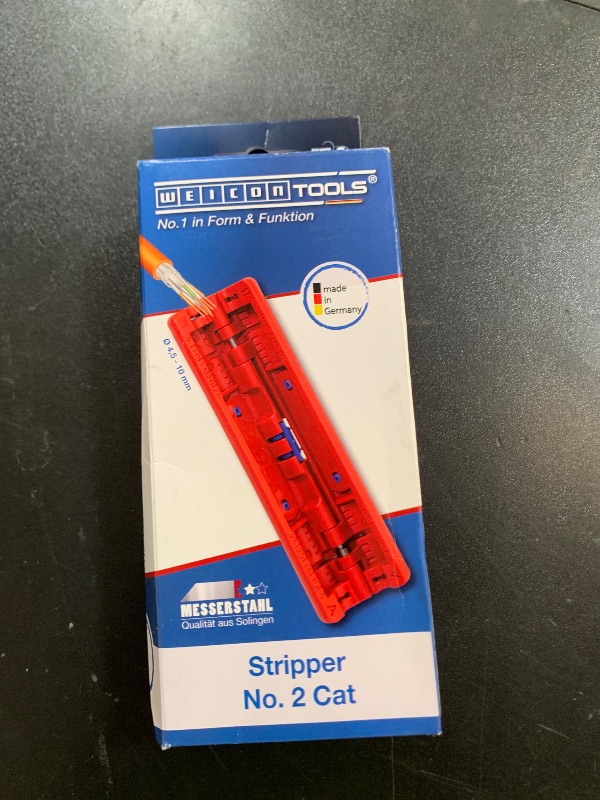 WEICON TOOLS®
No.1 in Form & Funktion
made
in
Germany
Ø 4,5 - 10 mm
MESSERSTAHL
Qualität aus Solingen
Stripper
No. 2 Cat
A